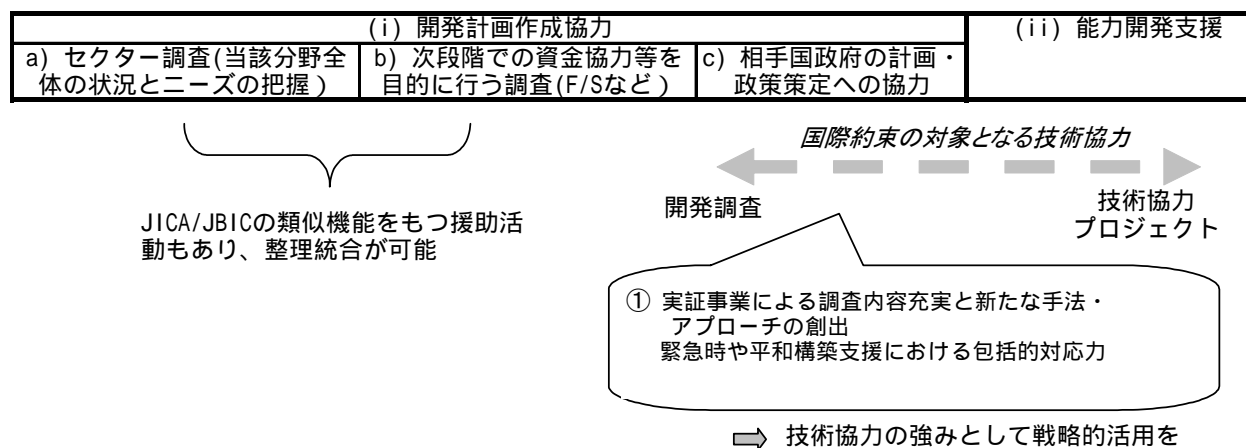 (i) 開発計画作成協力
(ii) 能力開発支援
a) セクター調査(当該分野全
体の状況とニーズの把握)
b) 次段階での資金協力等を
目的に行う調査(F/Sなど)
c) 相手国政府の計画・
政策策定への協力
国際約束の対象となる技術協力
開発調査
技術協力
プロジェクト
JICA/JBICの類似機能をもつ援助活
動もあり、整理統合が可能
① 実証事業による調査内容充実と新たな手法・
アプローチの創出
緊急時や平和構築支援における包括的対応力
⇒ 技術協力の強みとして戦略的活用を